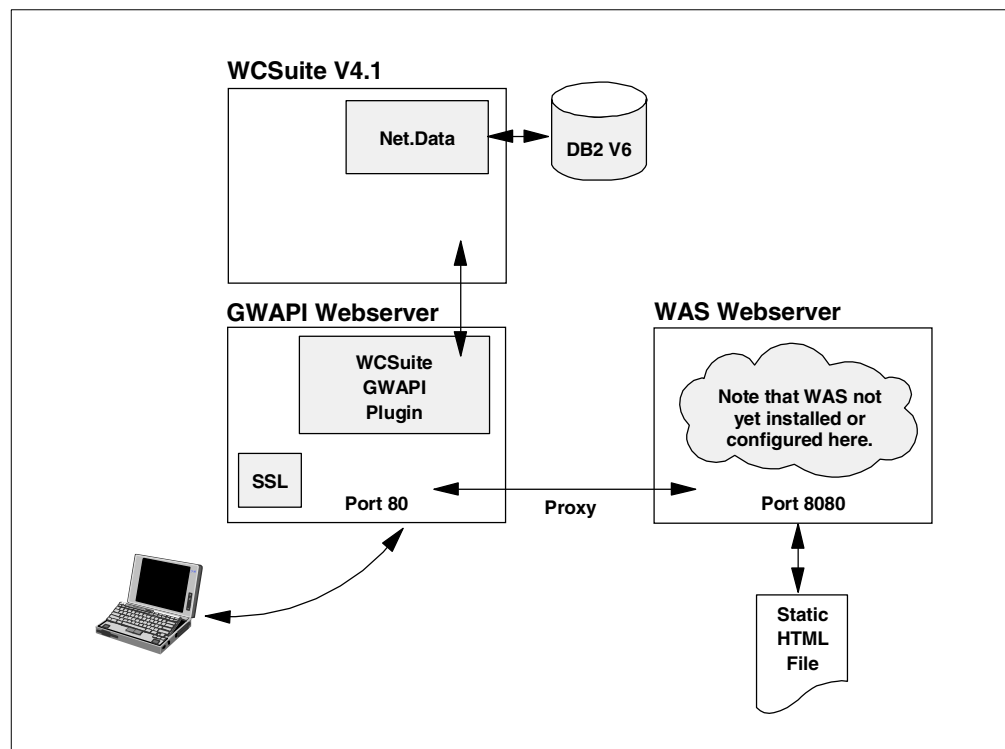 WCSuite V4.1
Net.Data
DB2 V6
GWAPI Webserver
WCSuite
GWAPI
Plugin
SSL
Port 80
Proxy
WAS Webserver
Note that WAS not
yet installed or
configured here.
Port 8080
Static
HTML
File